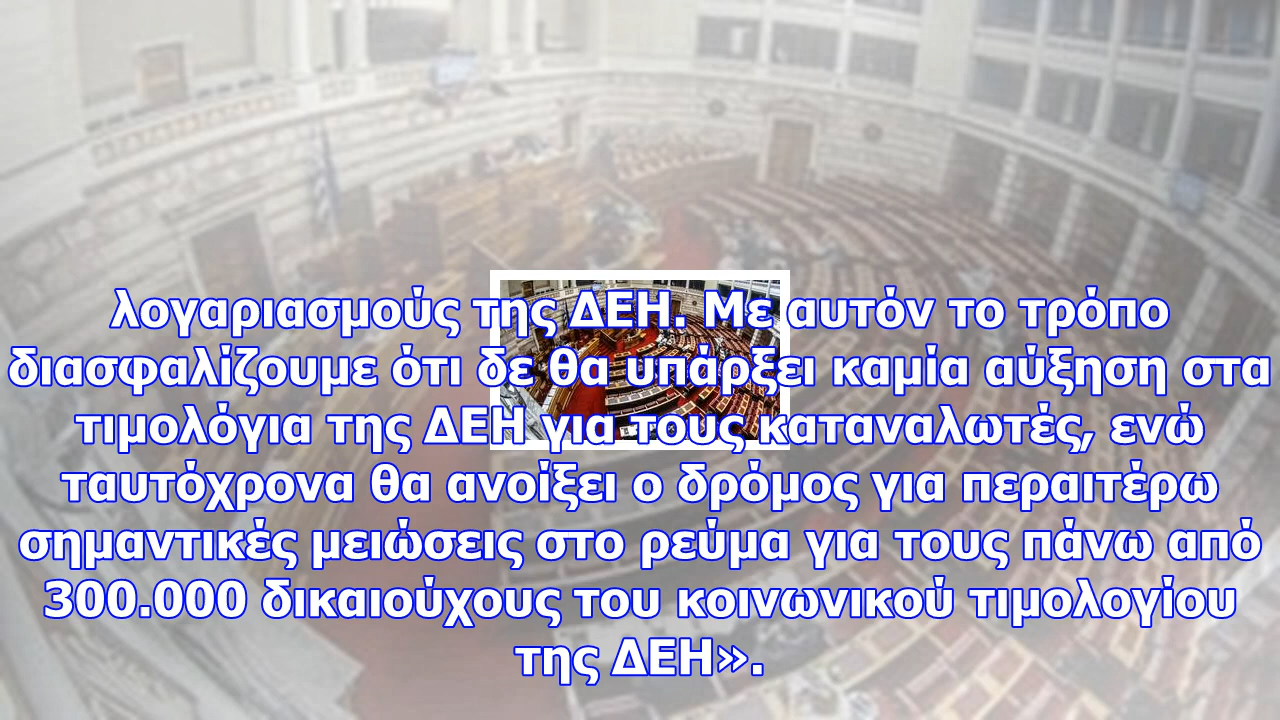 λογαριασμούς της ΔΕΗ. Με αυτόν το τρόπο
διασφαλίζουμε ότι δε θα υπάρξει καμία αύξηση στα
τιμολόγια της ΔΕΗ για τους καταναλωτές, ενώ
ταυτόχρονα θα ανοίξει ο δρόμος για περαιτέρω
σημαντικές μειώσεις στο ρεύμα για τους πάνω από
300.000 δικαιούχους του κοινωνικού τιμολογίου
της ΔΕΗ».